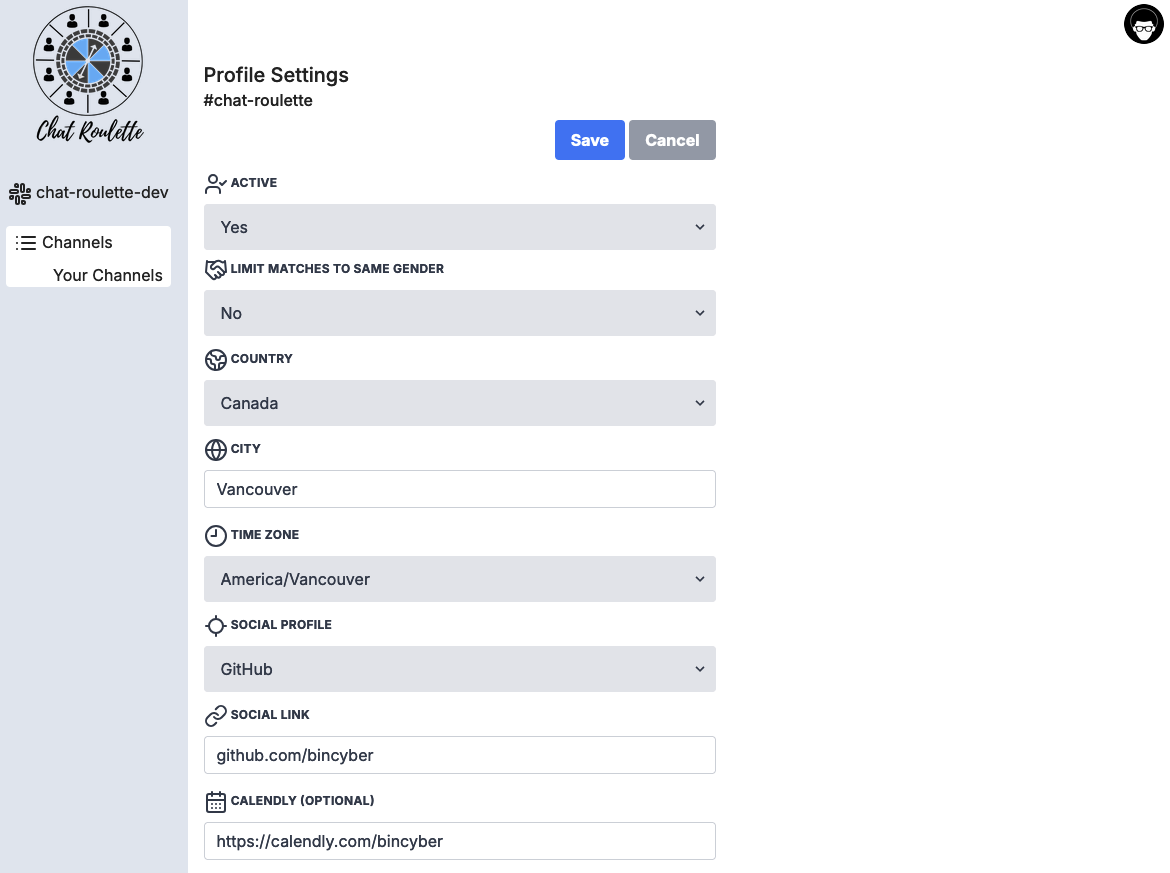 Chat Roulette
chat-roulette-dev
Channels
Your Channels
Profile Settings
#chat-roulette
Save Cancel
ACTIVE
Yes
LIMIT MATCHES TO SAME GENDER
No
COUNTRY
Canada
CITY
Vancouver
TIME ZONE
America/Vancouver
SOCIAL PROFILE
GitHub
SOCIAL LINK
github.com/bincyber
CALENDLY (OPTIONAL)
https://calendly.com/bincyber